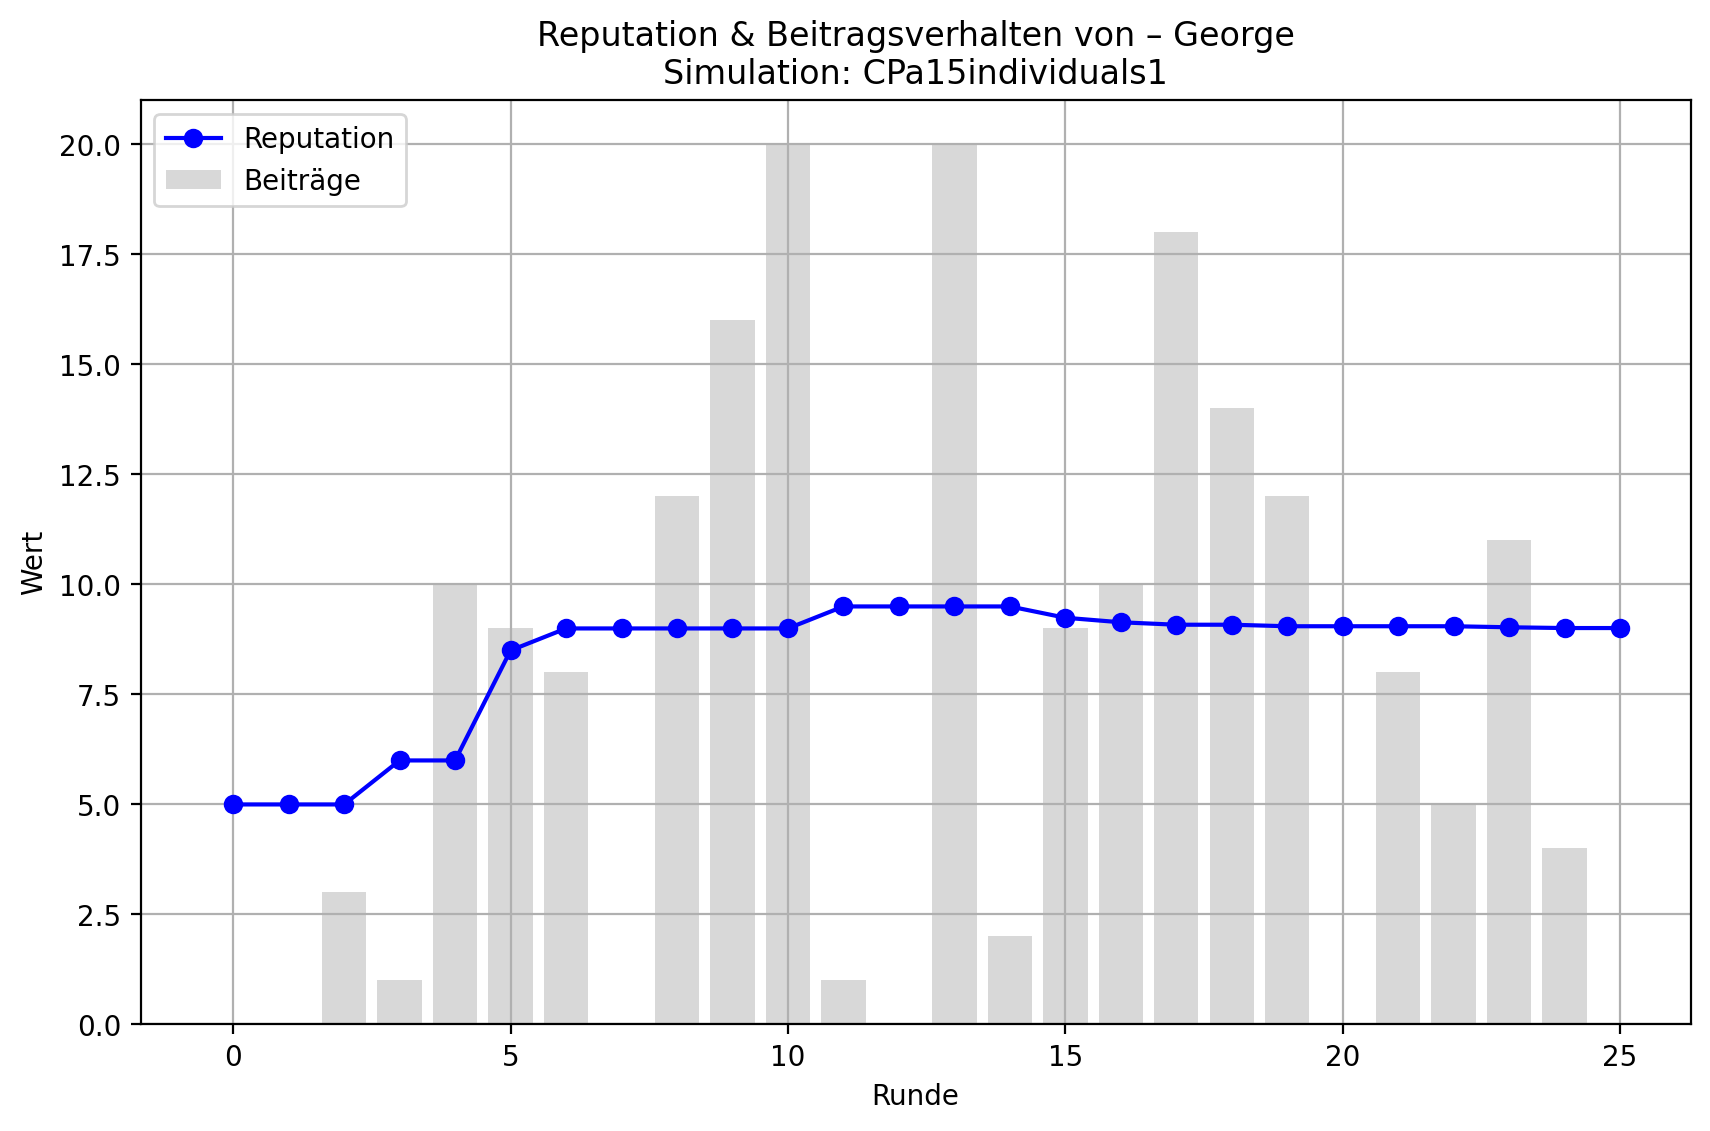 Reputation & Beitragsverhalten von – George
Simulation: CPa15individuals1
Reputation
Beiträge
20.0
17.5
15.0
12.5
10.0
7.5
5.0
2.5
0.0
Wert
0 5 10 15 20 25
Runde